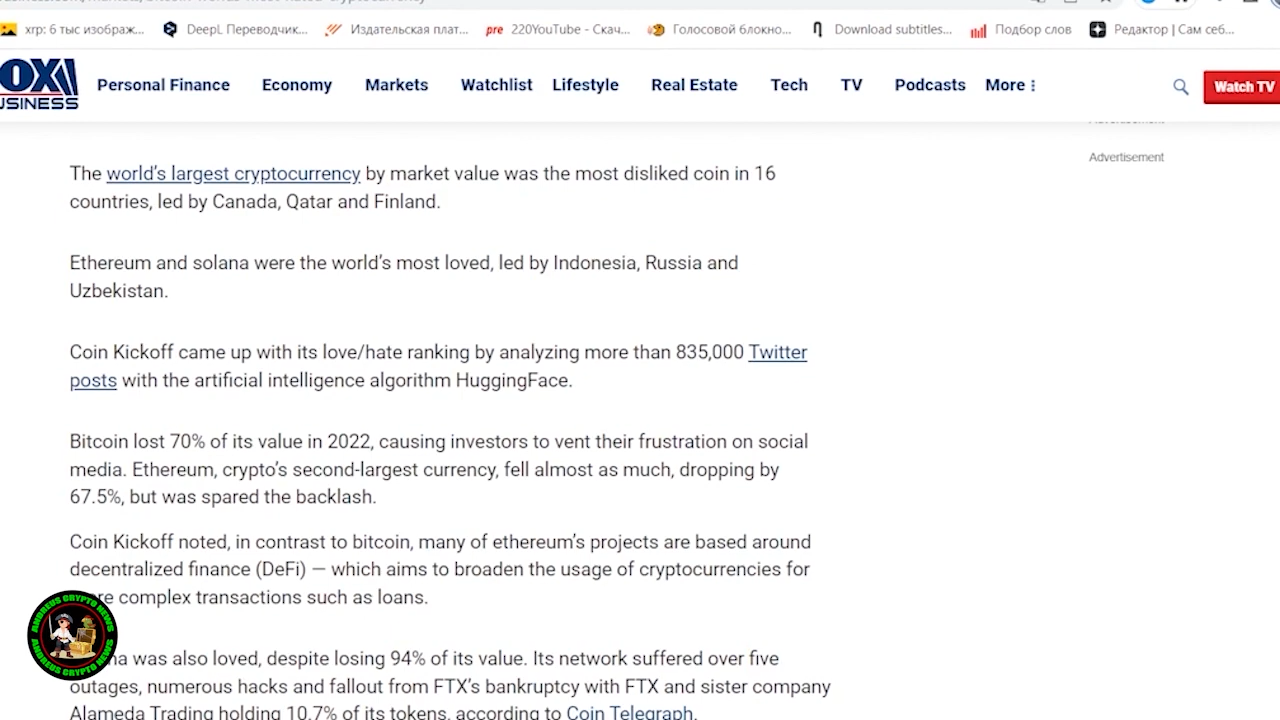 xrp: 6 тыс изображ...
DeepL Переводчик...
Издательская плат...
pre 220YouTube - Скач...
Голосовой блокно...
Download subtitles...
Подбор слов
Редактор | Сам себ...
OX
USINESS
Personal Finance
Economy
Markets
Watchlist
Lifestyle
Real Estate
Tech
TV
Podcasts
More
Watch TV
Advertisement
The world's largest cryptocurrency by market value was the most disliked coin in 16
countries, led by Canada, Qatar and Finland.
Ethereum and solana were the world's most loved, led by Indonesia, Russia and
Uzbekistan.
Coin Kickoff came up with its love/hate ranking by analyzing more than 835,000 Twitter
posts with the artificial intelligence algorithm HuggingFace.
Bitcoin lost 70% of its value in 2022, causing investors to vent their frustration on social
media. Ethereum, crypto's second-largest currency, fell almost as much, dropping by
67.5%, but was spared the backlash.
Coin Kickoff noted, in contrast to bitcoin, many of ethereum's projects are based around
decentralized finance (DeFi) — which aims to broaden the usage of cryptocurrencies for
complex transactions such as loans.
was also loved, despite losing 94% of its value. Its network suffered over five
outages, numerous hacks and fallout from FTX's bankruptcy with FTX and sister company
Alameda Trading holding 10.7% of its tokens, according to Coin Telegraph.
ANDREUS CRYPTO NEWS
ANDREUS CRYPTO NEWS